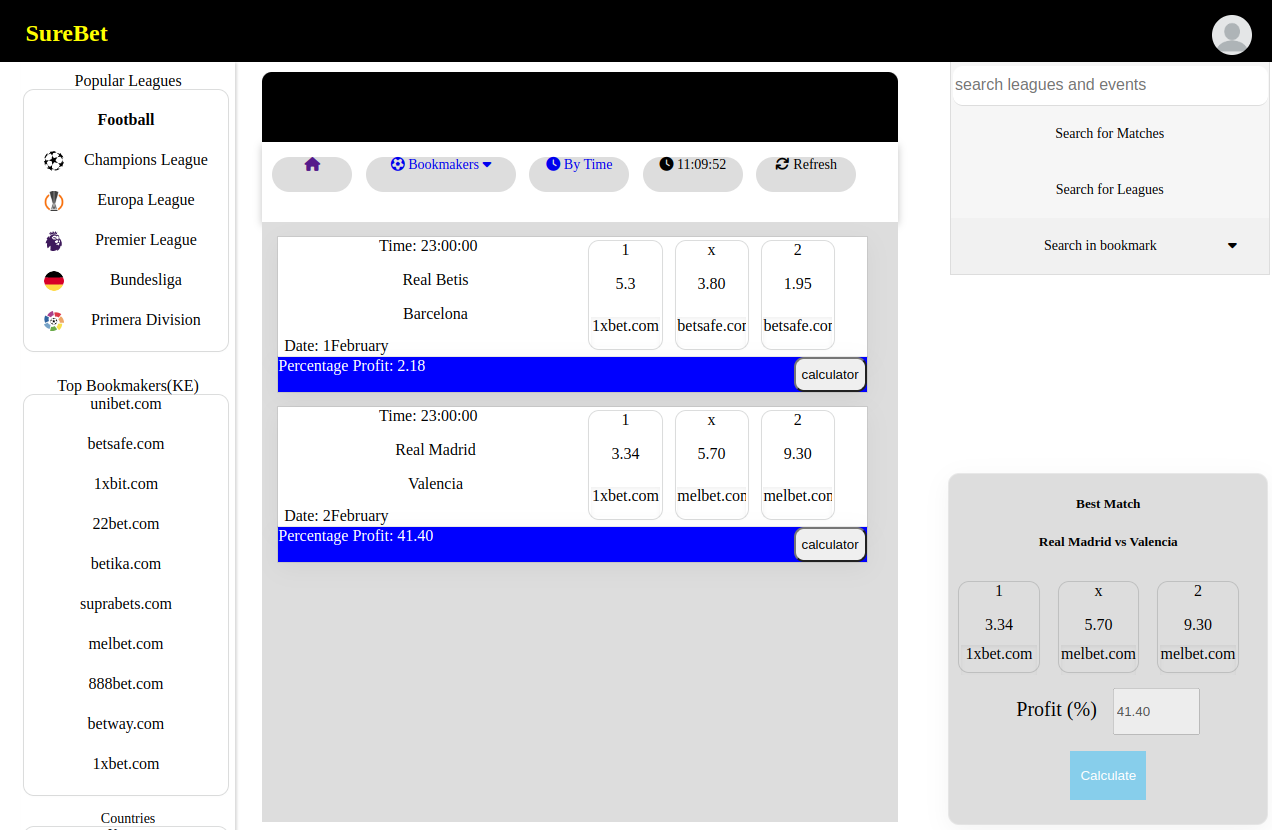 SureBet
Popular Leagues
Football
Champions League
Europa League
Premier League
Bundesliga
Primera Division
Top Bookmakers(KE)
unibet.com
betsafe.com
1xbit.com
22bet.com
betika.com
suprabets.com
melbet.com
888bet.com
betway.com
1xbet.com
Countries
Bookmakers
By Time
11:09:52
Refresh
Time: 23:00:00
Real Betis
Barcelona
Date: 1February
1 x 2
5.3 3.80 1.95
1xbet.com betsafe.cor betsafe.cor
Percentage Profit: 2.18
calculator
Time: 23:00:00
Real Madrid
Valencia
Date: 2February
1 x 2
3.34 5.70 9.30
1xbet.com melbet.con melbet.con
Percentage Profit: 41.40
calculator
search leagues and events
Search for Matches
Search for Leagues
Search in bookmark
Best Match
Real Madrid vs Valencia
1 x 2
3.34 5.70 9.30
1xbet.com melbet.com melbet.com
Profit (%) 41.40
Calculate